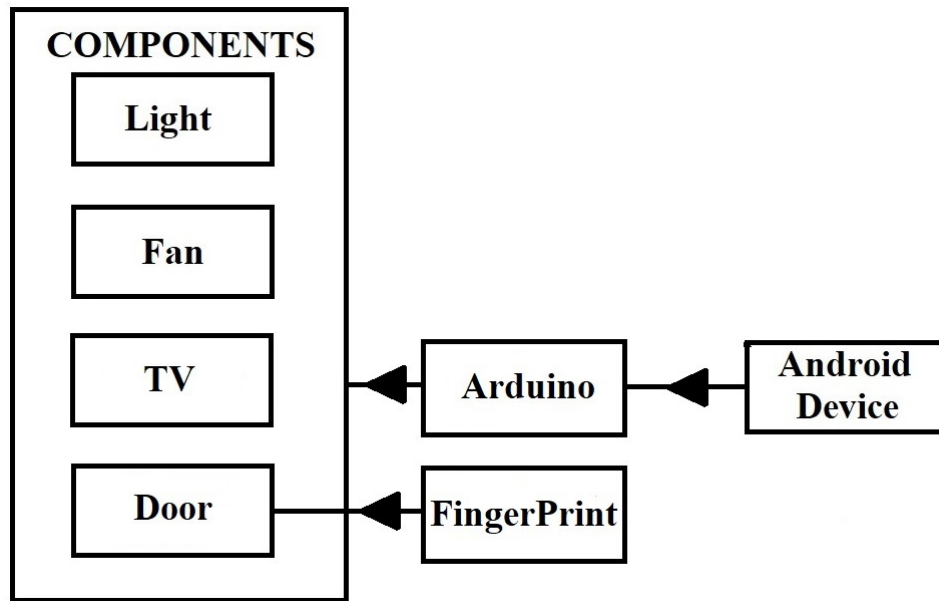 COMPONENTS
Light
Fan
TV
Arduino
Android
Device
Door
FingerPrint